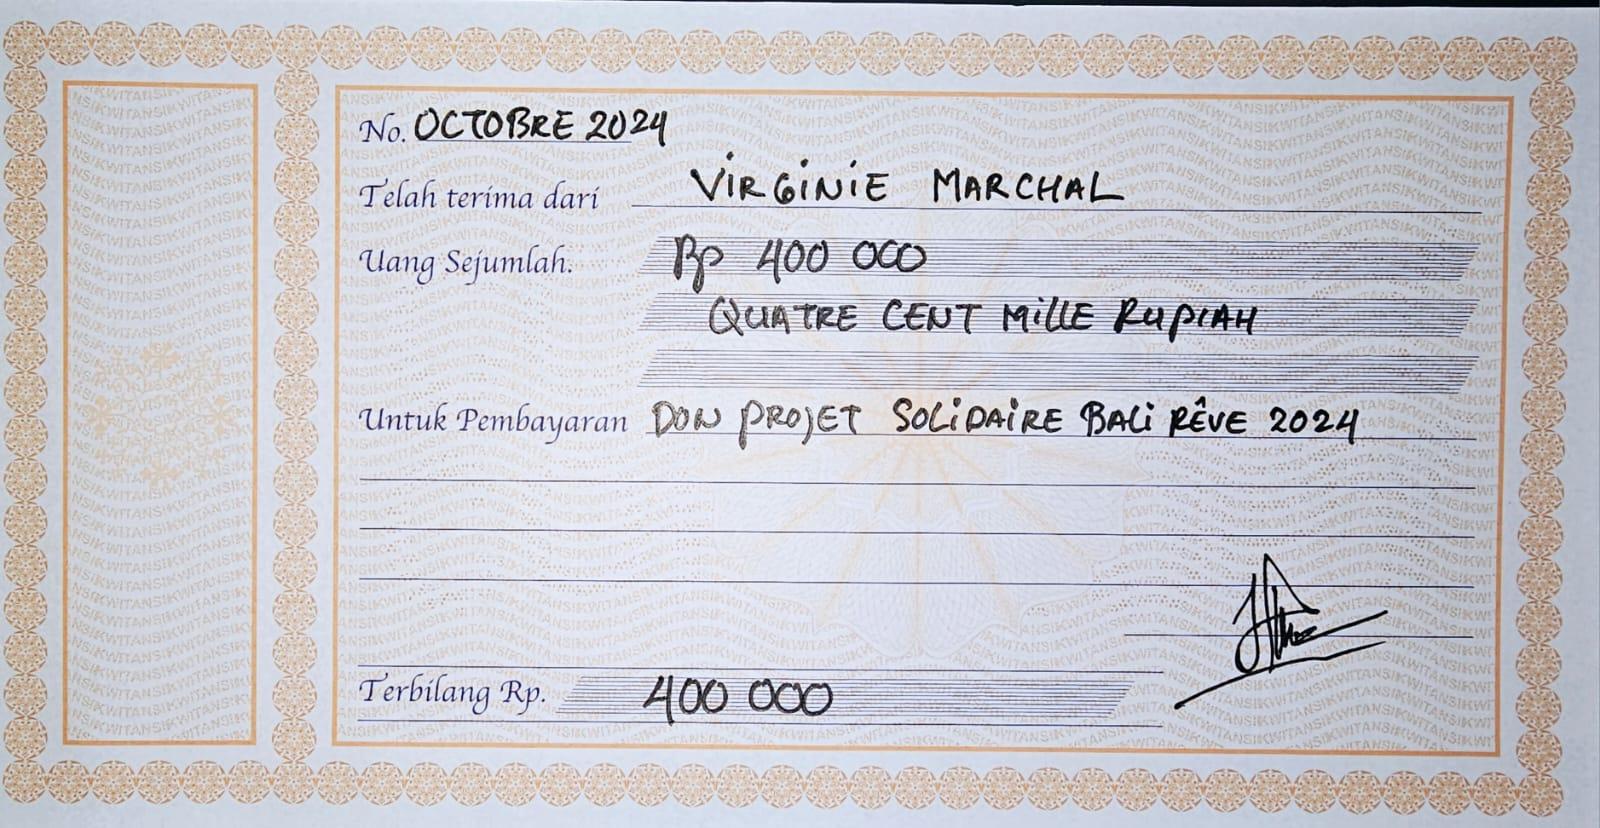 No. OCTOBRE 2024
Telah terima dari VIRGINIE MARCHAL
Uang Sejumlah. Rp 400 000
QUATRE CENT MILLE RUPIAH
Untuk Pembayaran DON PROJET SOLIDAIRE BALI RÊVE 2024
Terbilang Rp. 400 000